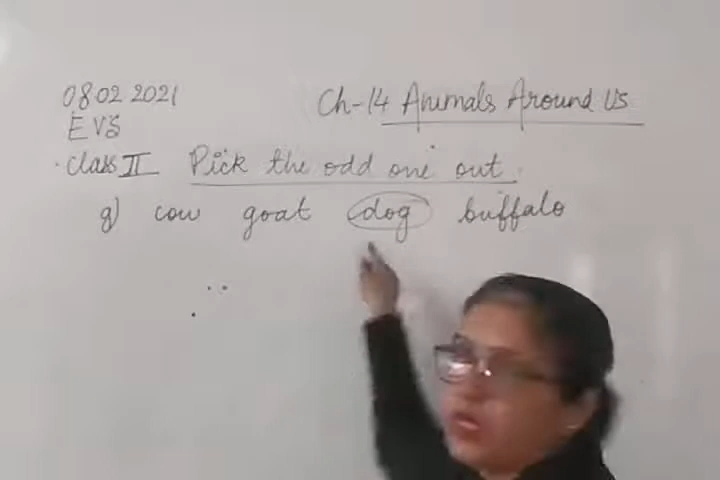 08.02.2021
Ch-14 Animals Around Us
EVS
Class II Pick the odd one out.
g) cow goat dog buffalo